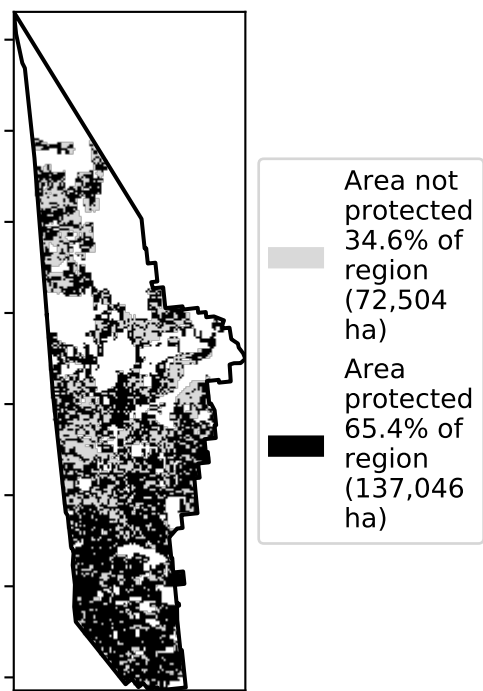 Area not
protected
34.6% of
region
(72,504
ha)
Area
protected
65.4% of
region
(137,046
ha)